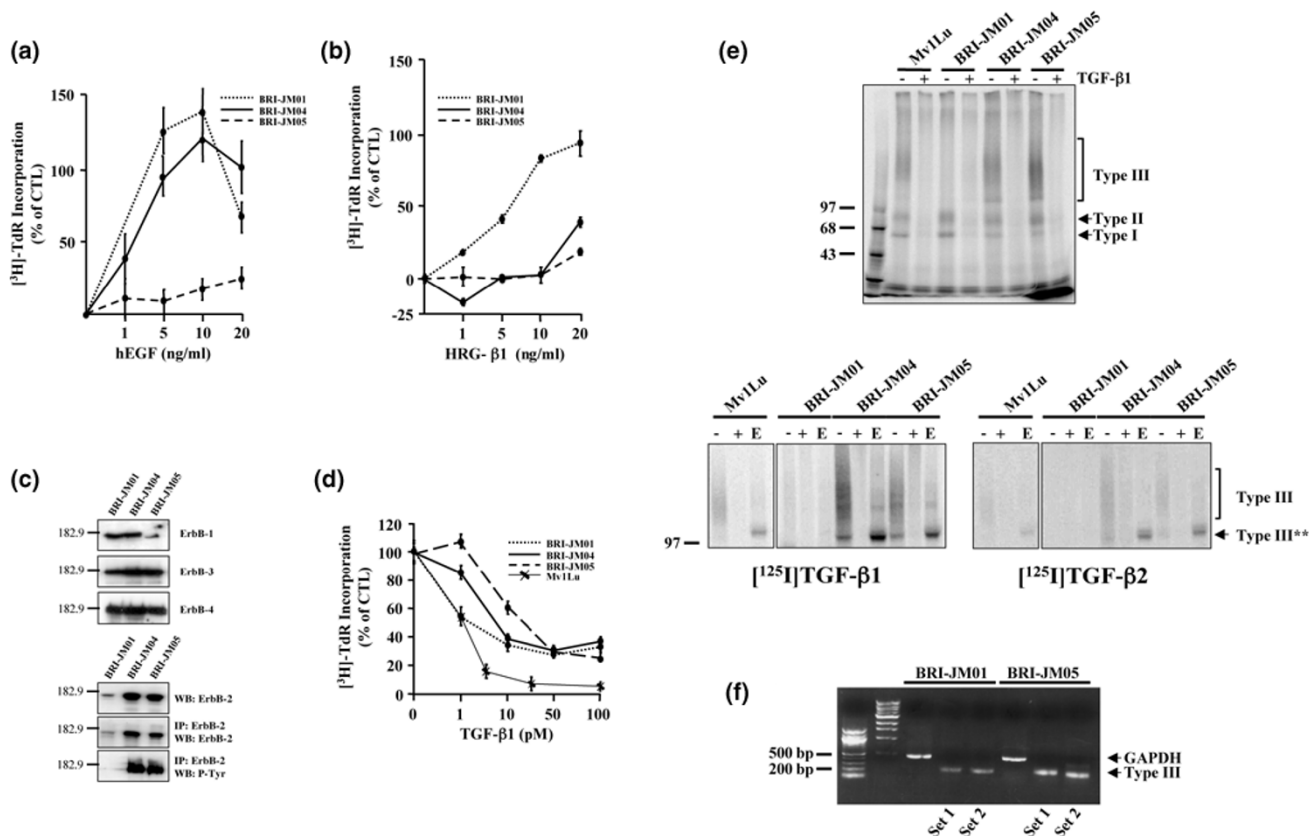 (a)
150
100
50
[³H]-TdR Incorporation
(% of CTL)
BRI-JM01
BRI-JM04
BRI-JM05
1 5 10 20
hEGF (ng/ml)
(b)
150
100
50
0
-25
[³H]-TdR Incorporation
(% of CTL)
BRI-JM01
BRI-JM04
BRI-JM05
1 5 10 20
HRG- β1 (ng/ml)
(c)
BRI-JM01 BRI-JM04 BRI-JM05
182.9 ErbB-1
182.9 ErbB-3
182.9 ErbB-4
BRI-JM01 BRI-JM04 BRI-JM05
182.9 WB: ErbB-2
182.9 IP: ErbB-2
WB: ErbB-2
182.9 IP: ErbB-2
WB: P-Tyr
(d)
120
100
80
60
40
20
0
[³H]-TdR Incorporation
(% of CTL)
BRI-JM01
BRI-JM04
BRI-JM05
Mv1Lu
0 1 10 50 100
TGF-β1 (pM)
(e)
Mv1Lu BRI-JM01 BRI-JM04 BRI-JM05
- + - + - + - + TGF-β1
97
68
43
Type III
Type II
Type I
Mv1Lu BRI-JM01 BRI-JM04 BRI-JM05
- + E - + E - + E - + E
97
[¹²⁵I]TGF-β1
Mv1Lu BRI-JM01 BRI-JM04 BRI-JM05
- + E - + E - + E - + E
Type III
Type III**
[¹²⁵I]TGF-β2
(f)
BRI-JM01 BRI-JM05
500 bp
200 bp
GAPDH
Type III
Set 1 Set 2 Set 1 Set 2